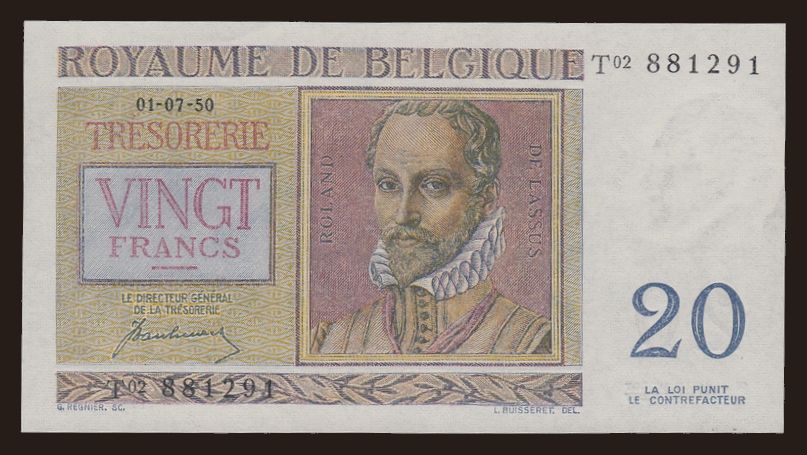 ROYAUME DE BELGIQUE
T02 881291
01-07-50
TRESORERIE
VINGT
FRANCS
LE DIRECTEUR GÉNÉRAL
DE LA TRÉSORERIE
ROLAND
DE LASSUS
20
LA LOI PUNIT
LE CONTREFACTEUR
T02 881291
G. REGNIER. SC.
L. BUISSERET. DEL.